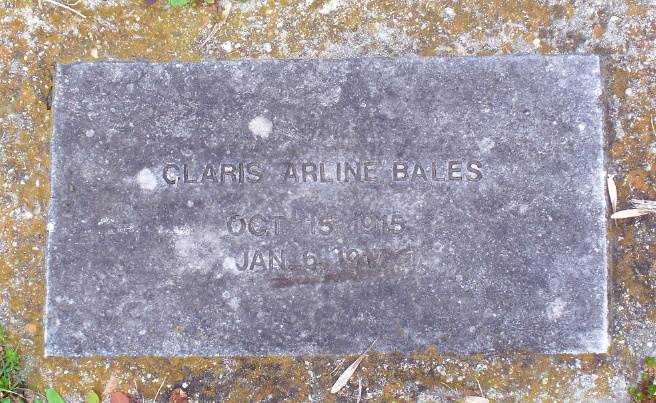 CLARIS ARLINE BALES
OCT 15 1915
JAN 6